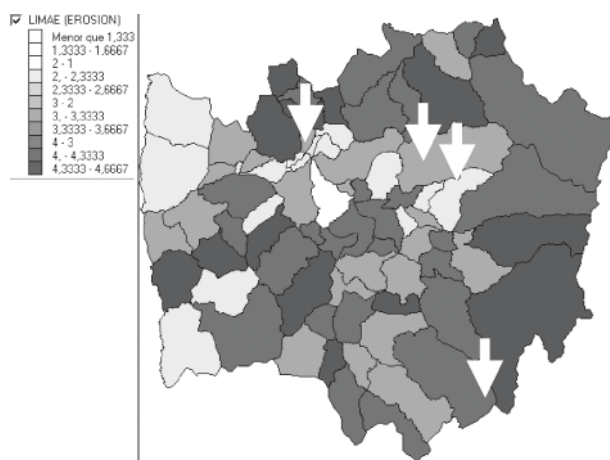 LIMAE (EROSION)
Menor que 1,333
1,3333 - 1,6667
2 - 1
2, - 2,3333
2,3333 - 2,6667
3 - 2
3, - 3,3333
3,3333 - 3,6667
4 - 3
4, - 4,3333
4,3333 - 4,6667